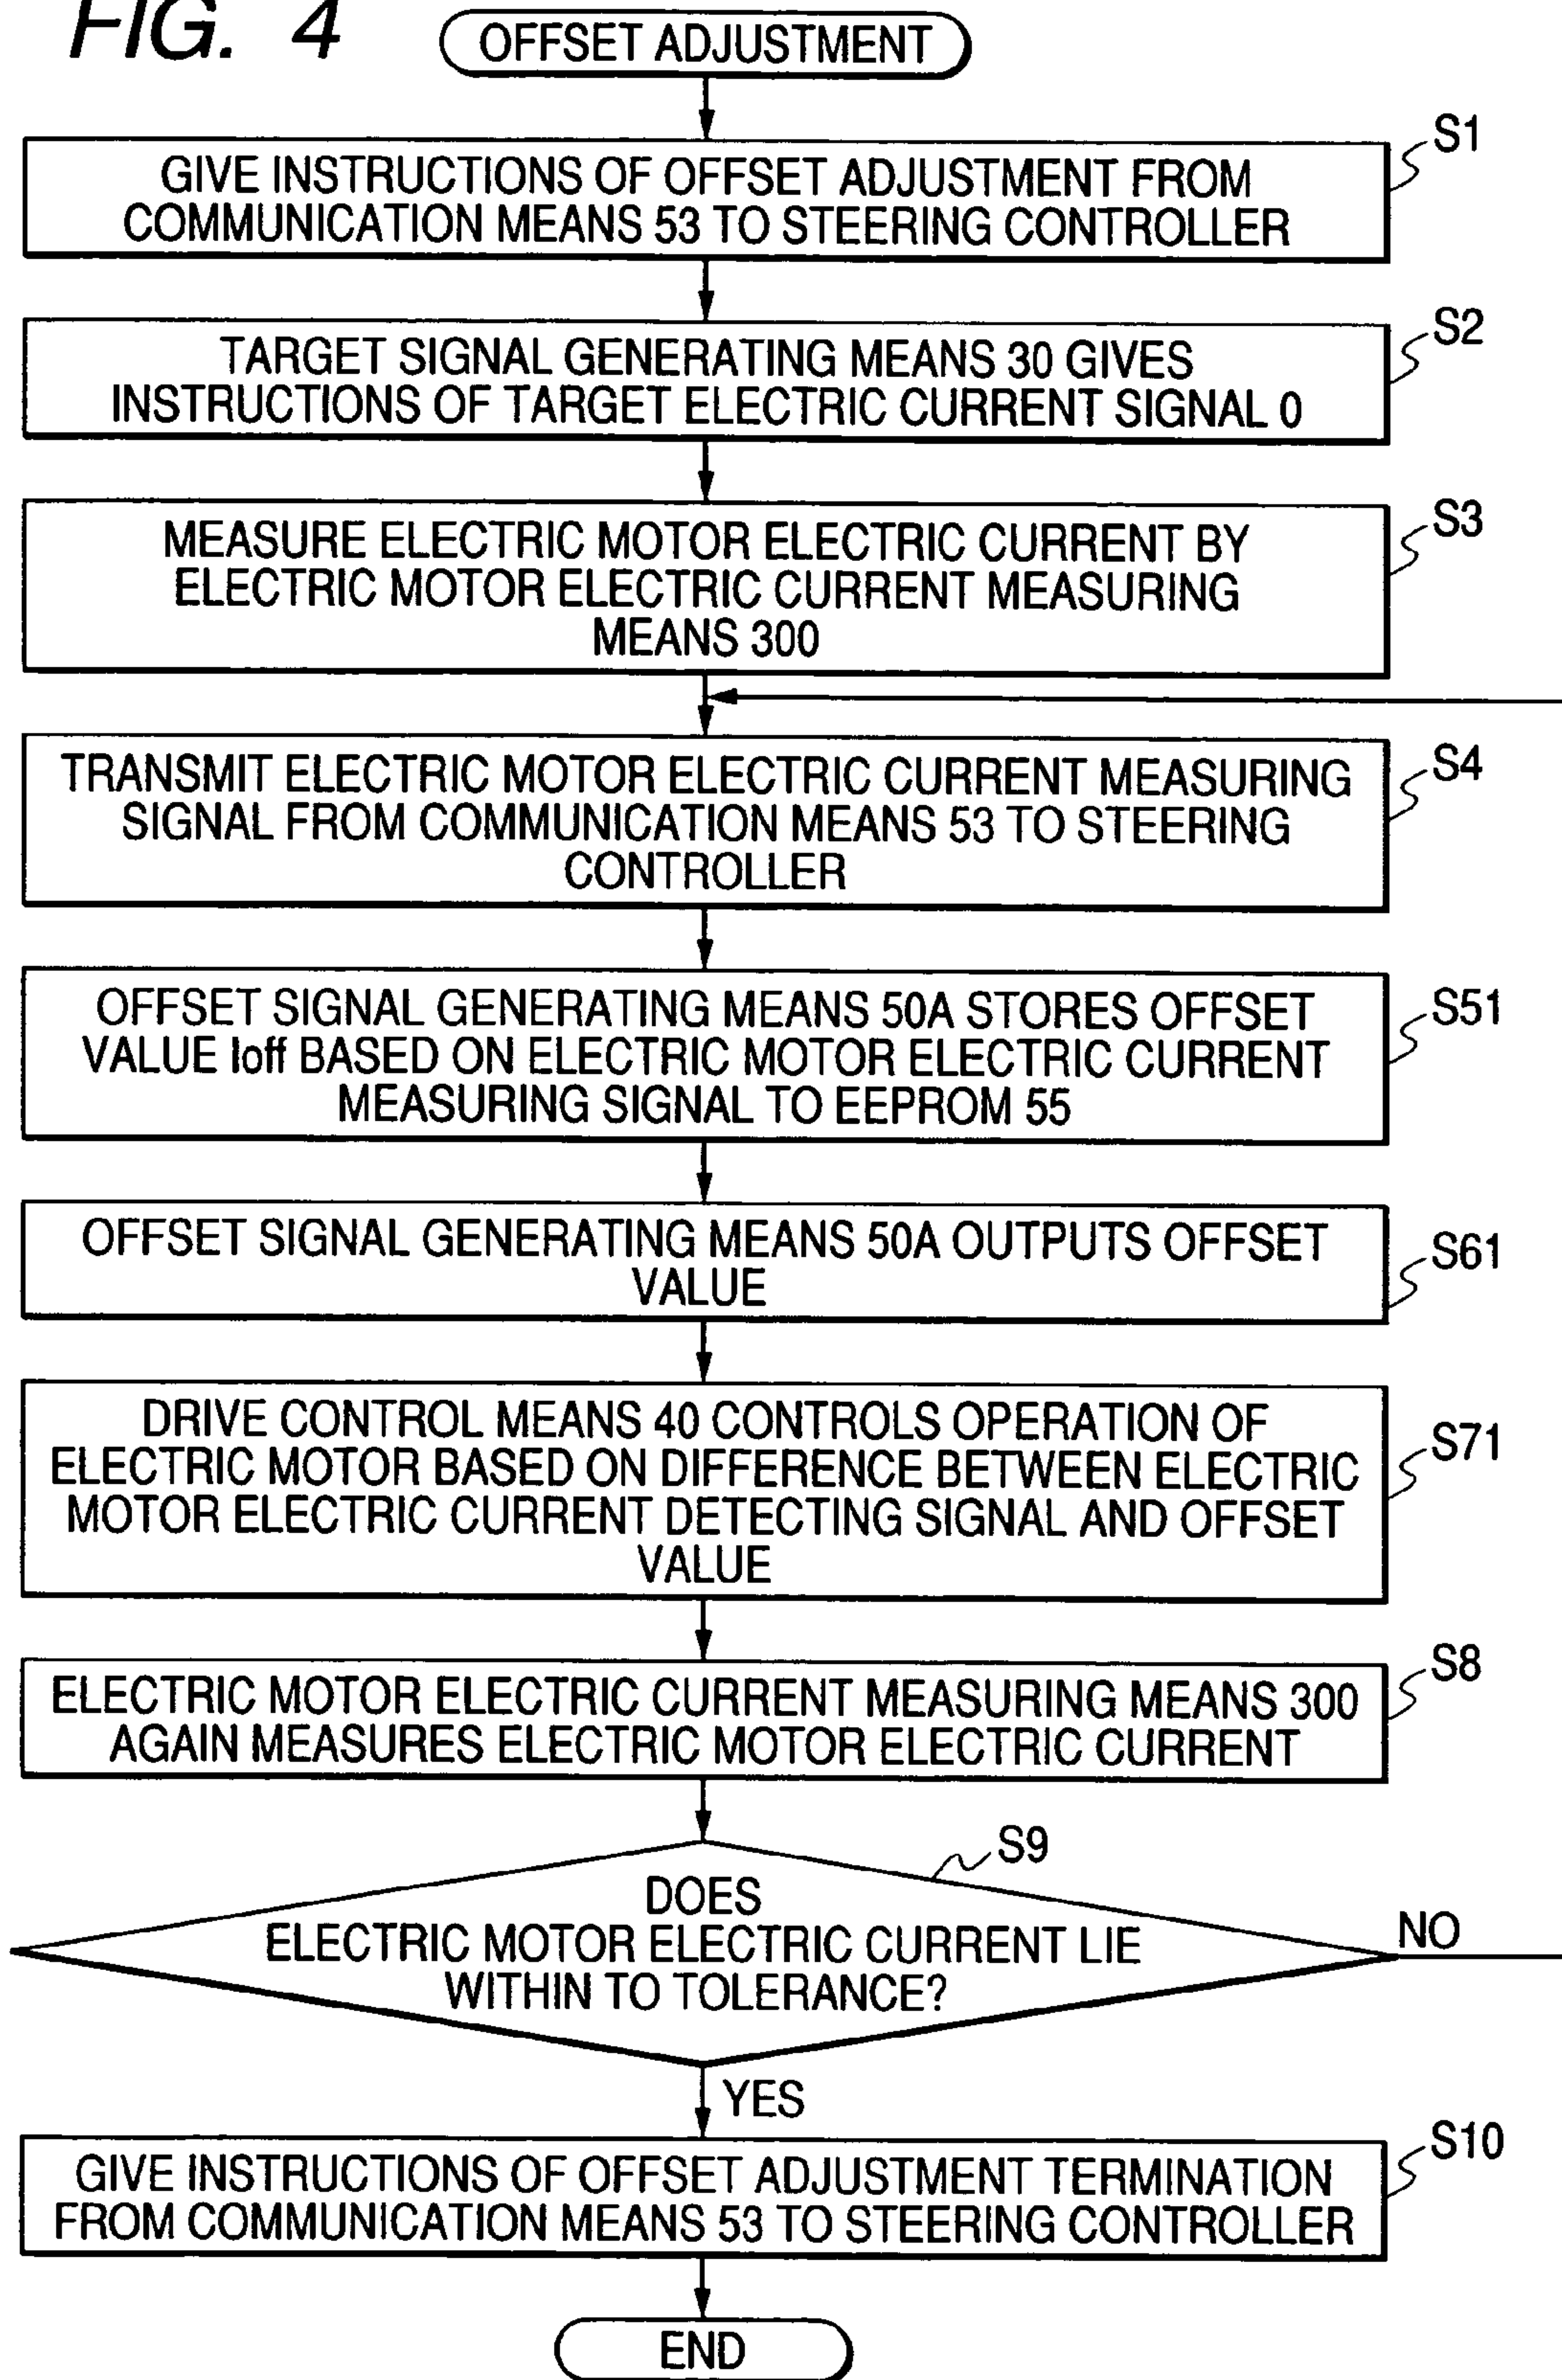 FIG. 4
OFFSET ADJUSTMENT
S1
GIVE INSTRUCTIONS OF OFFSET ADJUSTMENT FROM
COMMUNICATION MEANS 53 TO STEERING CONTROLLER
S2
TARGET SIGNAL GENERATING MEANS 30 GIVES
INSTRUCTIONS OF TARGET ELECTRIC CURRENT SIGNAL 0
S3
MEASURE ELECTRIC MOTOR ELECTRIC CURRENT BY
ELECTRIC MOTOR ELECTRIC CURRENT MEASURING
MEANS 300
S4
TRANSMIT ELECTRIC MOTOR ELECTRIC CURRENT MEASURING
SIGNAL FROM COMMUNICATION MEANS 53 TO STEERING
CONTROLLER
S51
OFFSET SIGNAL GENERATING MEANS 50A STORES OFFSET
VALUE Ioff BASED ON ELECTRIC MOTOR ELECTRIC CURRENT
MEASURING SIGNAL TO EEPROM 55
S61
OFFSET SIGNAL GENERATING MEANS 50A OUTPUTS OFFSET
VALUE
S71
DRIVE CONTROL MEANS 40 CONTROLS OPERATION OF
ELECTRIC MOTOR BASED ON DIFFERENCE BETWEEN ELECTRIC
MOTOR ELECTRIC CURRENT DETECTING SIGNAL AND OFFSET
VALUE
S8
ELECTRIC MOTOR ELECTRIC CURRENT MEASURING MEANS 300
AGAIN MEASURES ELECTRIC MOTOR ELECTRIC CURRENT
S9
DOES
ELECTRIC MOTOR ELECTRIC CURRENT LIE
WITHIN TO TOLERANCE?
NO
YES
S10
GIVE INSTRUCTIONS OF OFFSET ADJUSTMENT TERMINATION
FROM COMMUNICATION MEANS 53 TO STEERING CONTROLLER
END